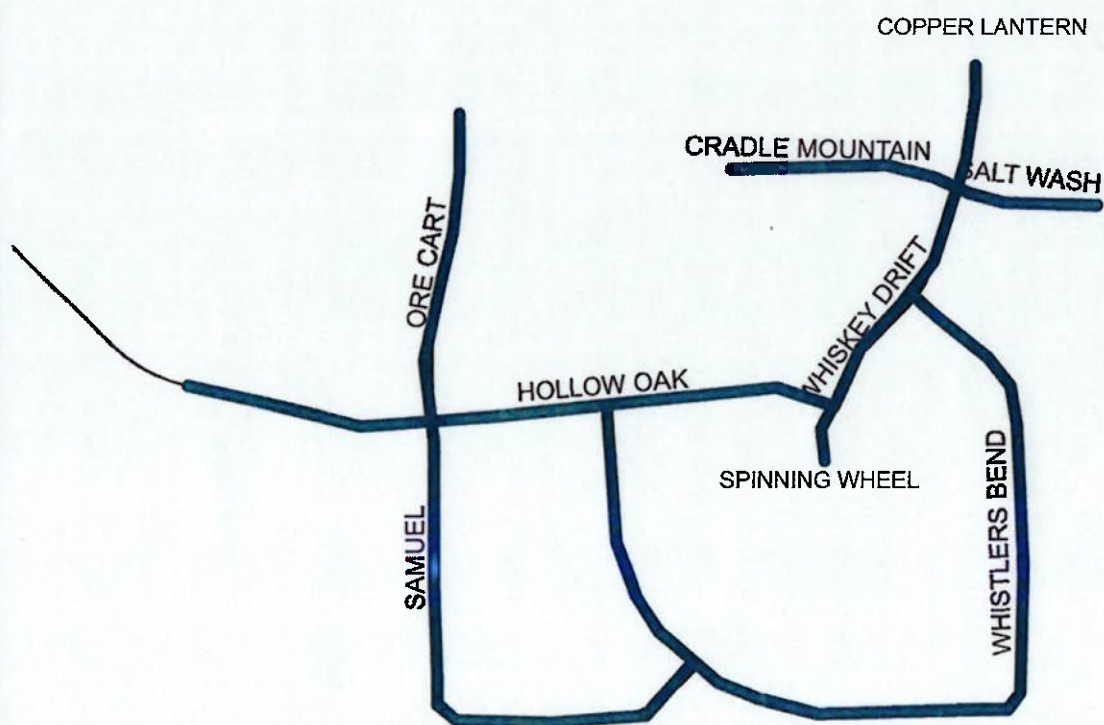 COPPER LANTERN
CRADLE MOUNTAIN
SALT WASH
ORE CART
WHISKEY DRIFT
HOLLOW OAK
SPINNING WHEEL
SAMUEL
WHISTLERS BEND